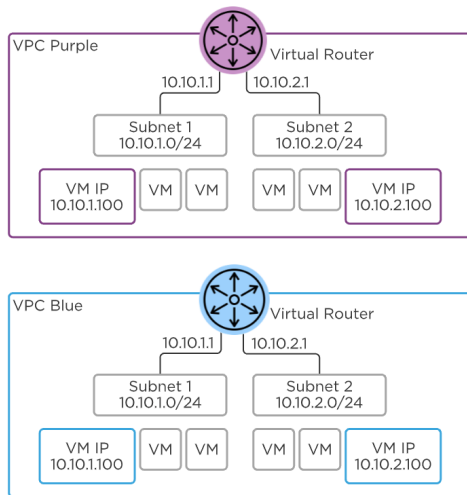 VPC Purple
Virtual Router
10.10.1.1
10.10.2.1
Subnet 1
10.10.1.0/24
Subnet 2
10.10.2.0/24
VM IP
10.10.1.100
VM
VM
VM
VM
VM IP
10.10.2.100
VPC Blue
Virtual Router
10.10.1.1
10.10.2.1
Subnet 1
10.10.1.0/24
Subnet 2
10.10.2.0/24
VM IP
10.10.1.100
VM
VM
VM
VM
VM IP
10.10.2.100